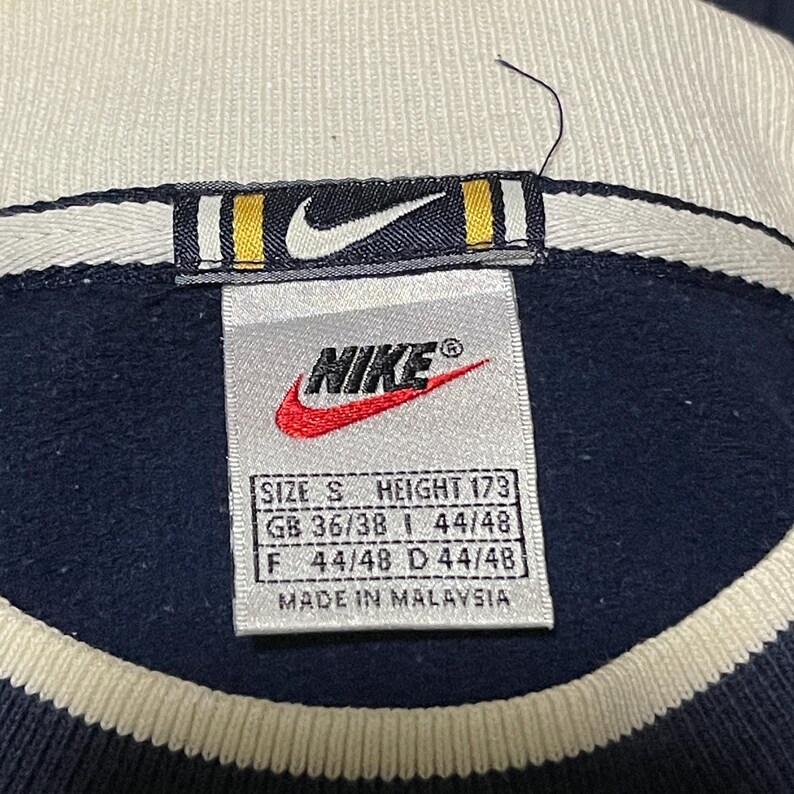 NIKE®
SIZE S HEIGHT 173
GB 36/38 I 44/48
F 44/48 D 44/48
MADE IN MALAYSIA